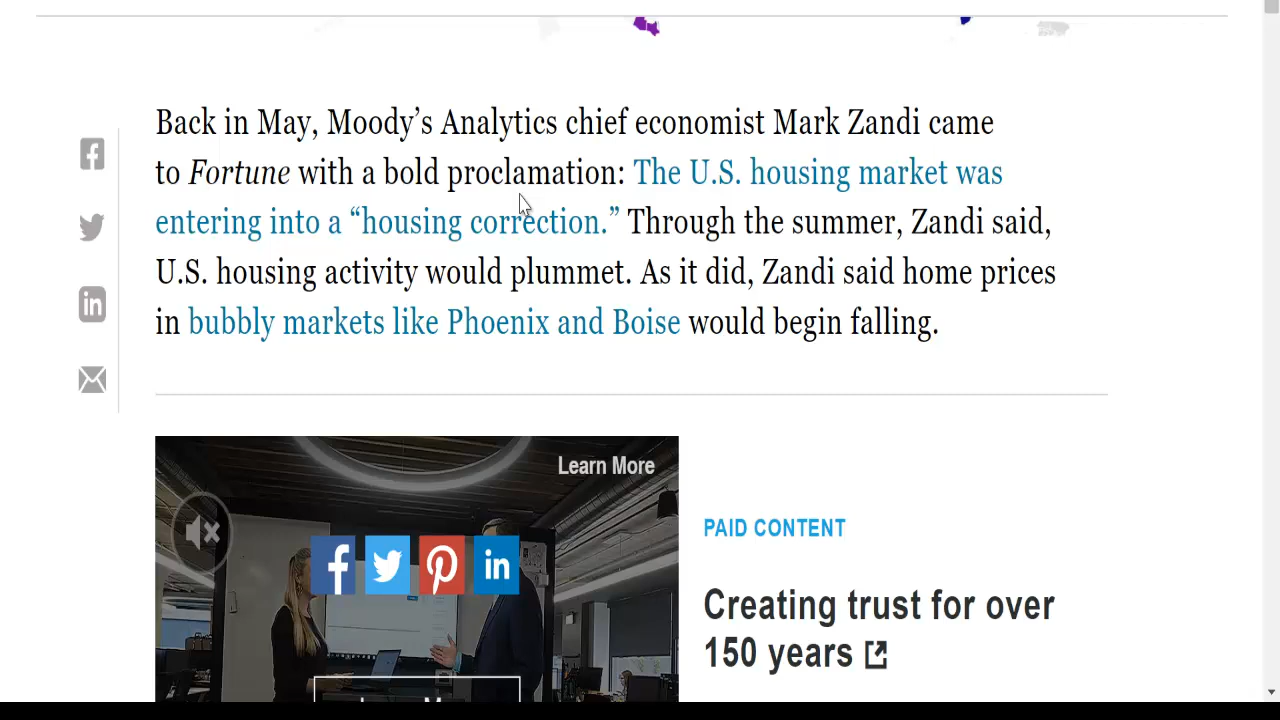 Back in May, Moody’s Analytics chief economist Mark Zandi came
to Fortune with a bold proclamation: The U.S. housing market was
entering into a “housing correction.” Through the summer, Zandi said,
U.S. housing activity would plummet. As it did, Zandi said home prices
in bubbly markets like Phoenix and Boise would begin falling.
Learn More
PAID CONTENT
Creating trust for over
150 years